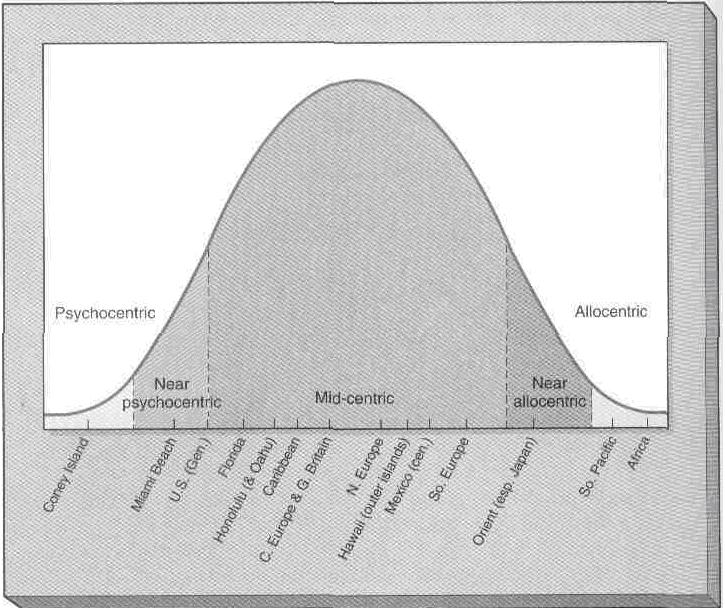 Psychocentric
Allocentric
Near
psychocentric
Mid-centric
Near
allocentric
Coney Island
Miami Beach
U.S. (Gen.)
Florida
Honolulu (& Oahu)
Caribbean
C. Europe & G. Britain
N. Europe
Hawaii (outer islands)
Mexico (cen.)
So. Europe
Orient (esp. Japan)
So. Pacific
Africa